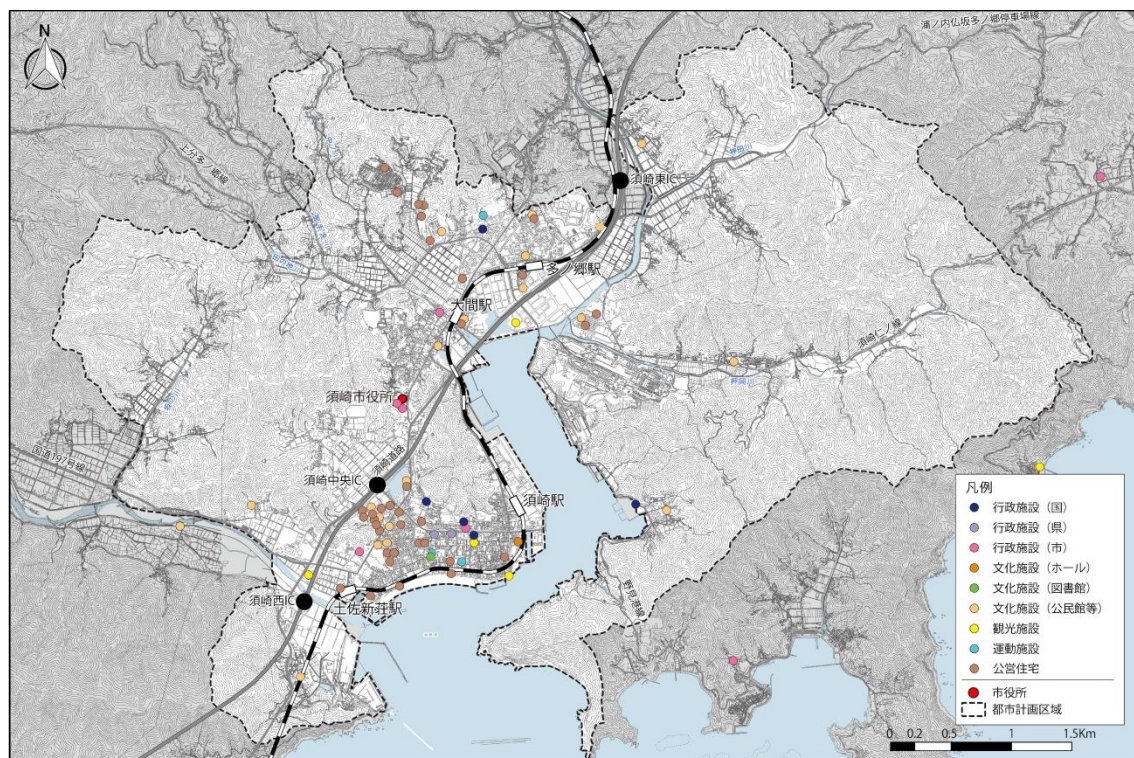 N
浦ノ内仏坂多ノ郷停車場線
上分多ノ郷線
押岡川
須崎東IC
多ノ郷駅
大間駅
須崎仁ノ線
須崎市役所
国道197号線
須崎道路
須崎中央IC
須崎駅
須崎西IC
土佐新荘駅
野見港線
凡例
行政施設（国）
行政施設（県）
行政施設（市）
文化施設（ホール）
文化施設（図書館）
文化施設（公民館等）
観光施設
運動施設
公営住宅
市役所
都市計画区域
0 0.2 0.5 1 1.5Km